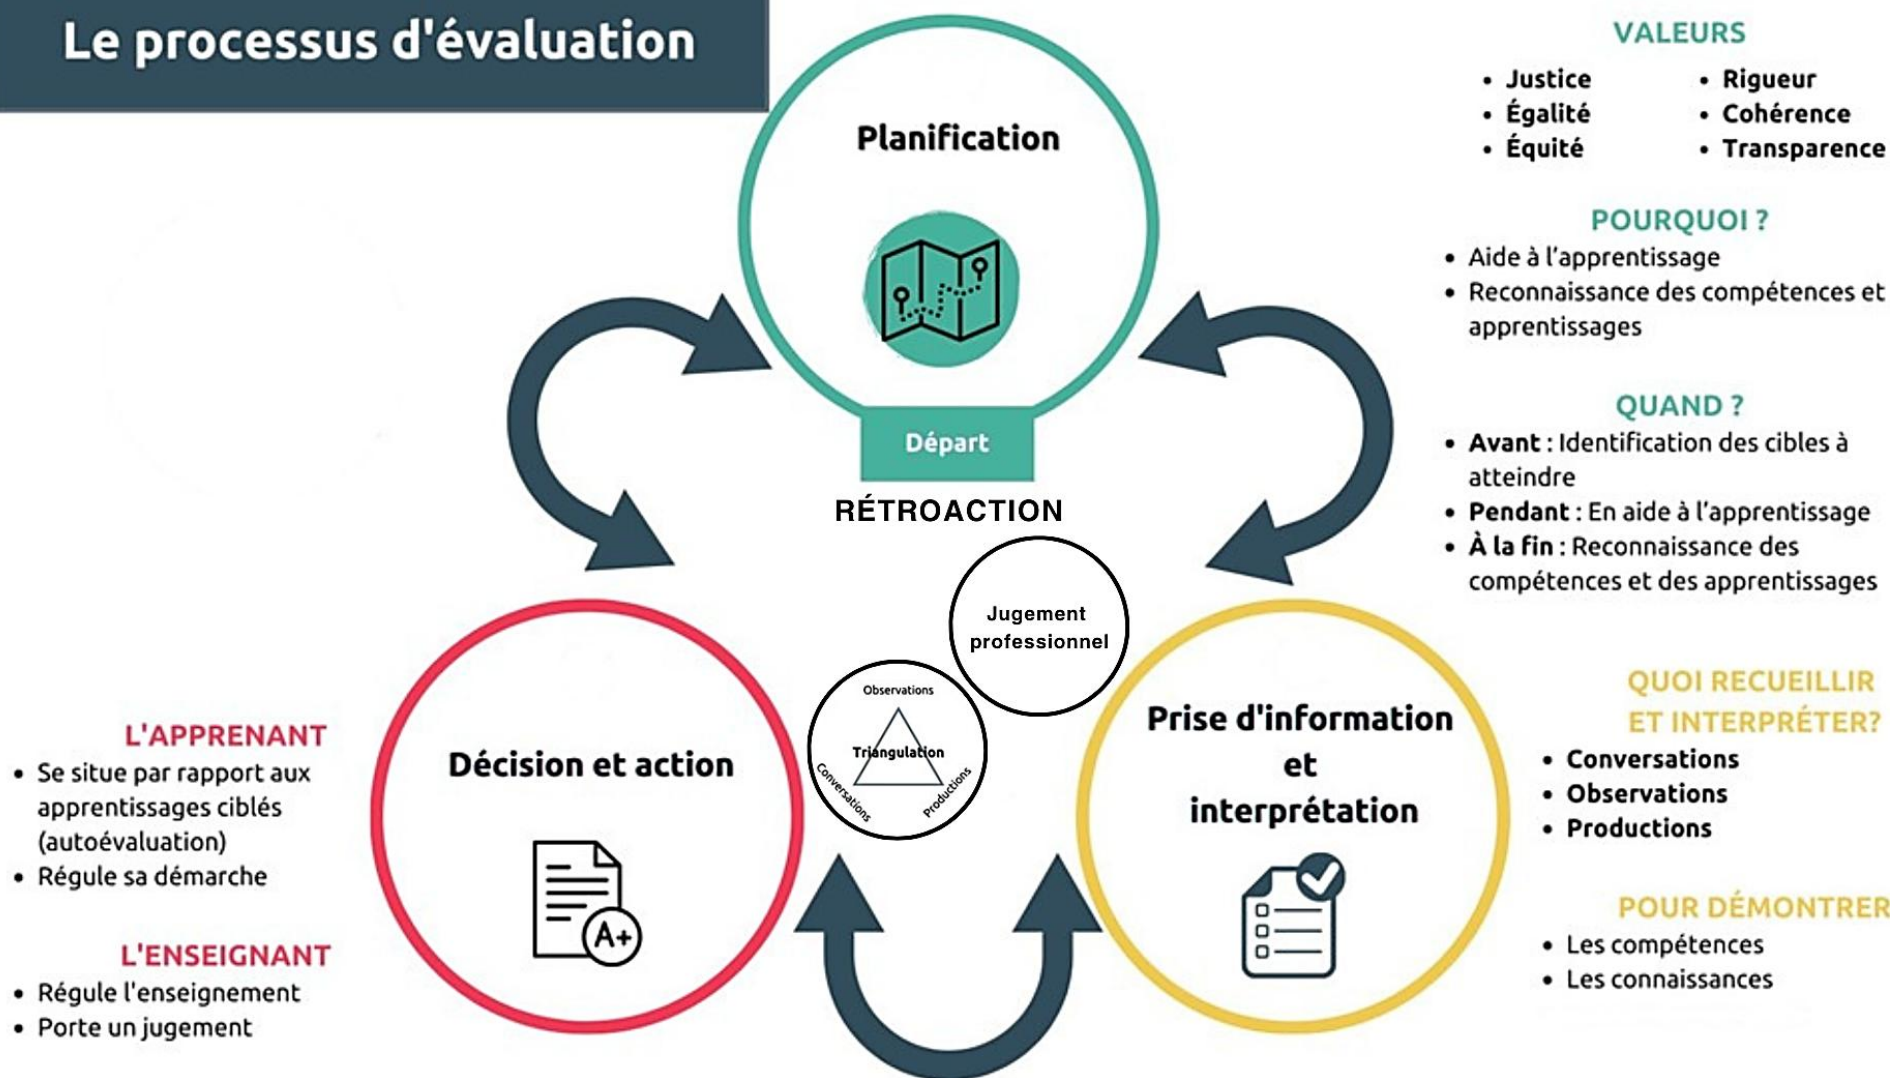 Le processus d'évaluation
Planification
Départ
RÉTROACTION
Jugement
professionnel
Observations
Triangulation
Conversations
Productions
Décision et action
A+
Prise d'information
et
interprétation
VALEURS
• Justice
• Égalité
• Équité
• Rigueur
• Cohérence
• Transparence
POURQUOI ?
• Aide à l'apprentissage
• Reconnaissance des compétences et
apprentissages
QUAND ?
• Avant : Identification des cibles à
atteindre
• Pendant : En aide à l'apprentissage
• À la fin : Reconnaissance des
compétences et des apprentissages
QUOI RECUEILLIR
ET INTERPRÉTER?
• Conversations
• Observations
• Productions
POUR DÉMONTRER
• Les compétences
• Les connaissances
L'APPRENANT
• Se situe par rapport aux
apprentissages ciblés
(autoévaluation)
• Régule sa démarche
L'ENSEIGNANT
• Régule l'enseignement
• Porte un jugement